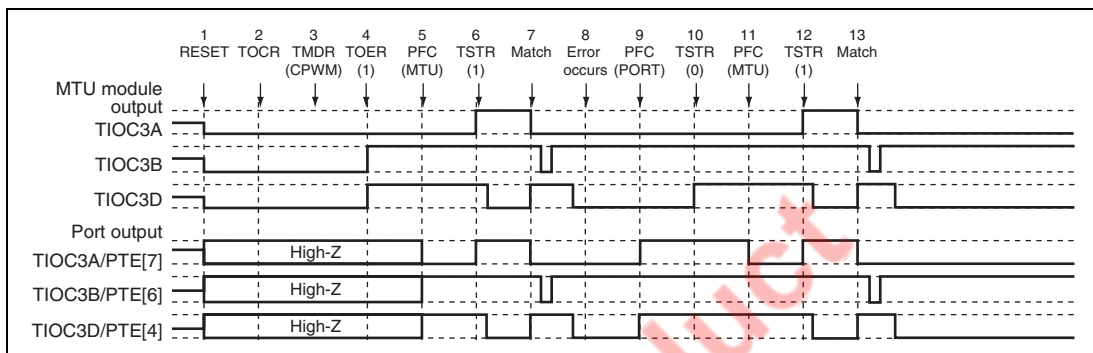 1 2 3 4 5 6 7 8 9 10 11 12 13
RESET TOCR TMDR TOER PFC TSTR Match Error PFC TSTR PFC TSTR Match
(CPWM) (1) (MTU) (1) occurs (PORT) (0) (MTU) (1)
MTU module
output
TIOC3A
TIOC3B
TIOC3D
Port output
TIOC3A/PTE[7] High-Z
TIOC3B/PTE[6] High-Z
TIOC3D/PTE[4] High-Z
uct